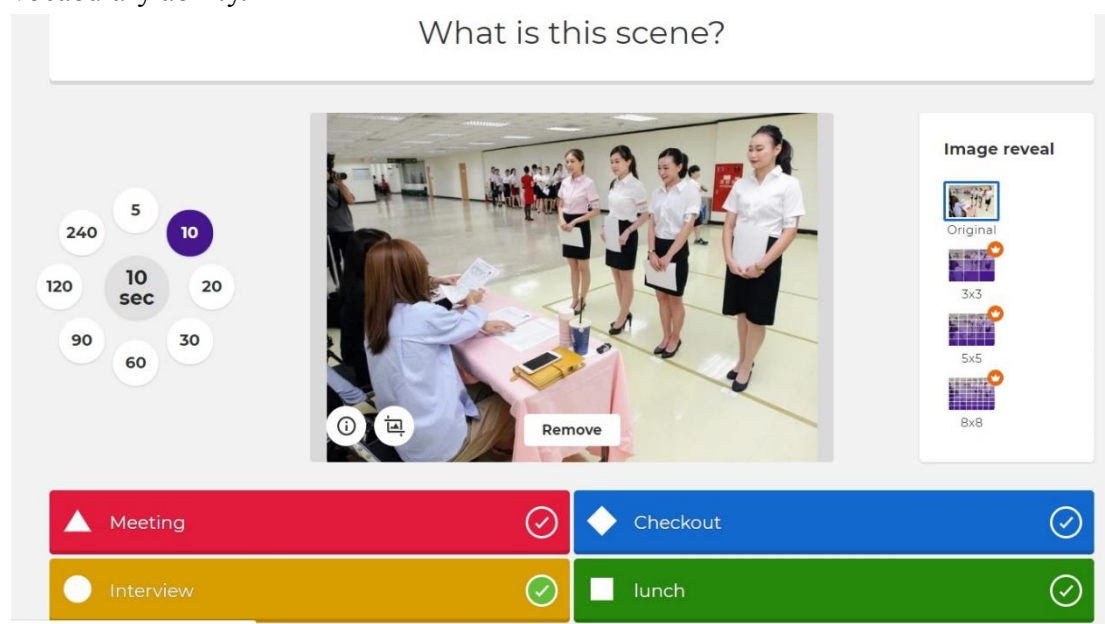 What is this scene?
Image reveal
Original
3x3
5x5
8x8
5
10
20
30
60
90
120
240
10
sec
Remove
Meeting
Checkout
Interview
lunch